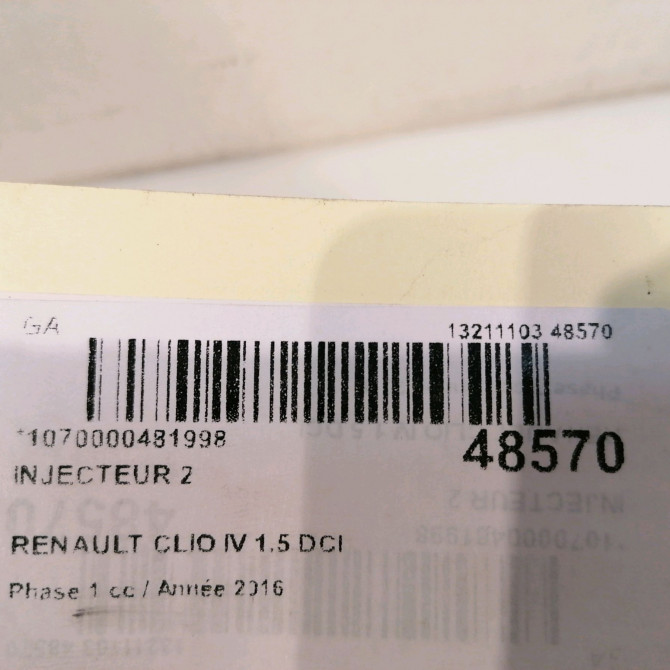 GA
13211103 48570
*1070000481998
48570
INJECTEUR 2
RENAULT CLIO IV 1.5 DCI
Phase 1 cc / Année 2016